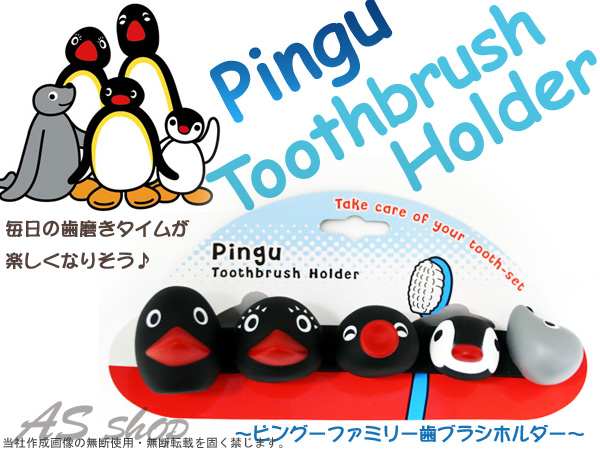 Pingu
Toothbrush
Holder
毎日の歯磨きタイムが
楽しくなりそう♪
Take care of your tooth-set
Pingu
Toothbrush Holder
AS shop
～ピングーファミリー歯ブラシホルダー～
当社作成画像の無断使用・無断転載を固く禁じます。